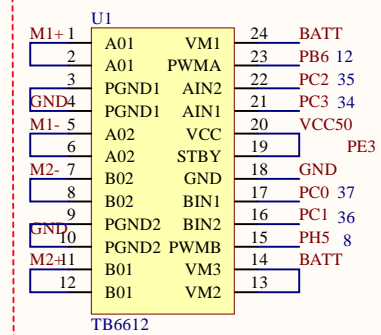 U1
M1+ 1 A01 VM1 24 BATT
2 A01 PWMA 23 PB6 12
3 PGND1 AIN2 22 PC2 35
GND 4 PGND1 AIN1 21 PC3 34
M1- 5 A02 VCC 20 VCC50
6 A02 STBY 19 PE3
M2- 7 B02 GND 18 GND
8 B02 BIN1 17 PC0 37
9 PGND2 BIN2 16 PC1 36
GND 10 PGND2 PWMB 15 PH5 8
M2+ 11 B01 VM3 14 BATT
12 B01 VM2 13
TB6612